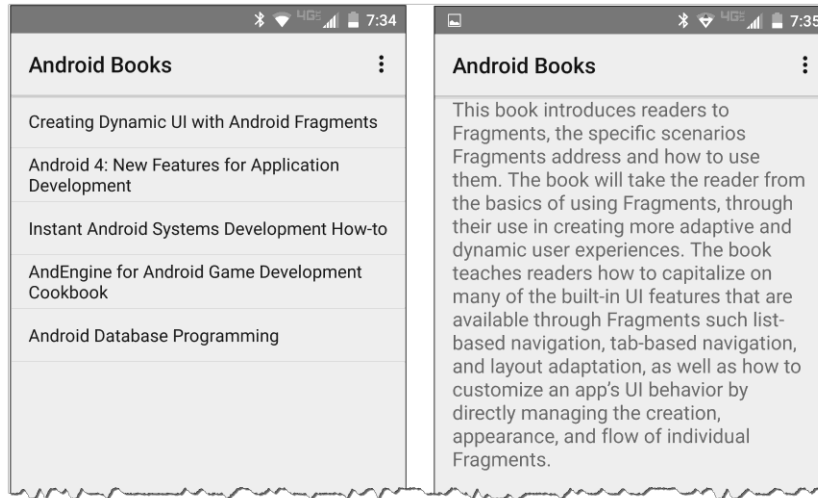 4G 7:34
Android Books
Creating Dynamic UI with Android Fragments
Android 4: New Features for Application
Development
Instant Android Systems Development How-to
AndEngine for Android Game Development
Cookbook
Android Database Programming
4G 7:35
Android Books
This book introduces readers to
Fragments, the specific scenarios
Fragments address and how to use
them. The book will take the reader from
the basics of using Fragments, through
their use in creating more adaptive and
dynamic user experiences. The book
teaches readers how to capitalize on
many of the built-in UI features that are
available through Fragments such list-
based navigation, tab-based navigation,
and layout adaptation, as well as how to
customize an app's UI behavior by
directly managing the creation,
appearance, and flow of individual
Fragments.